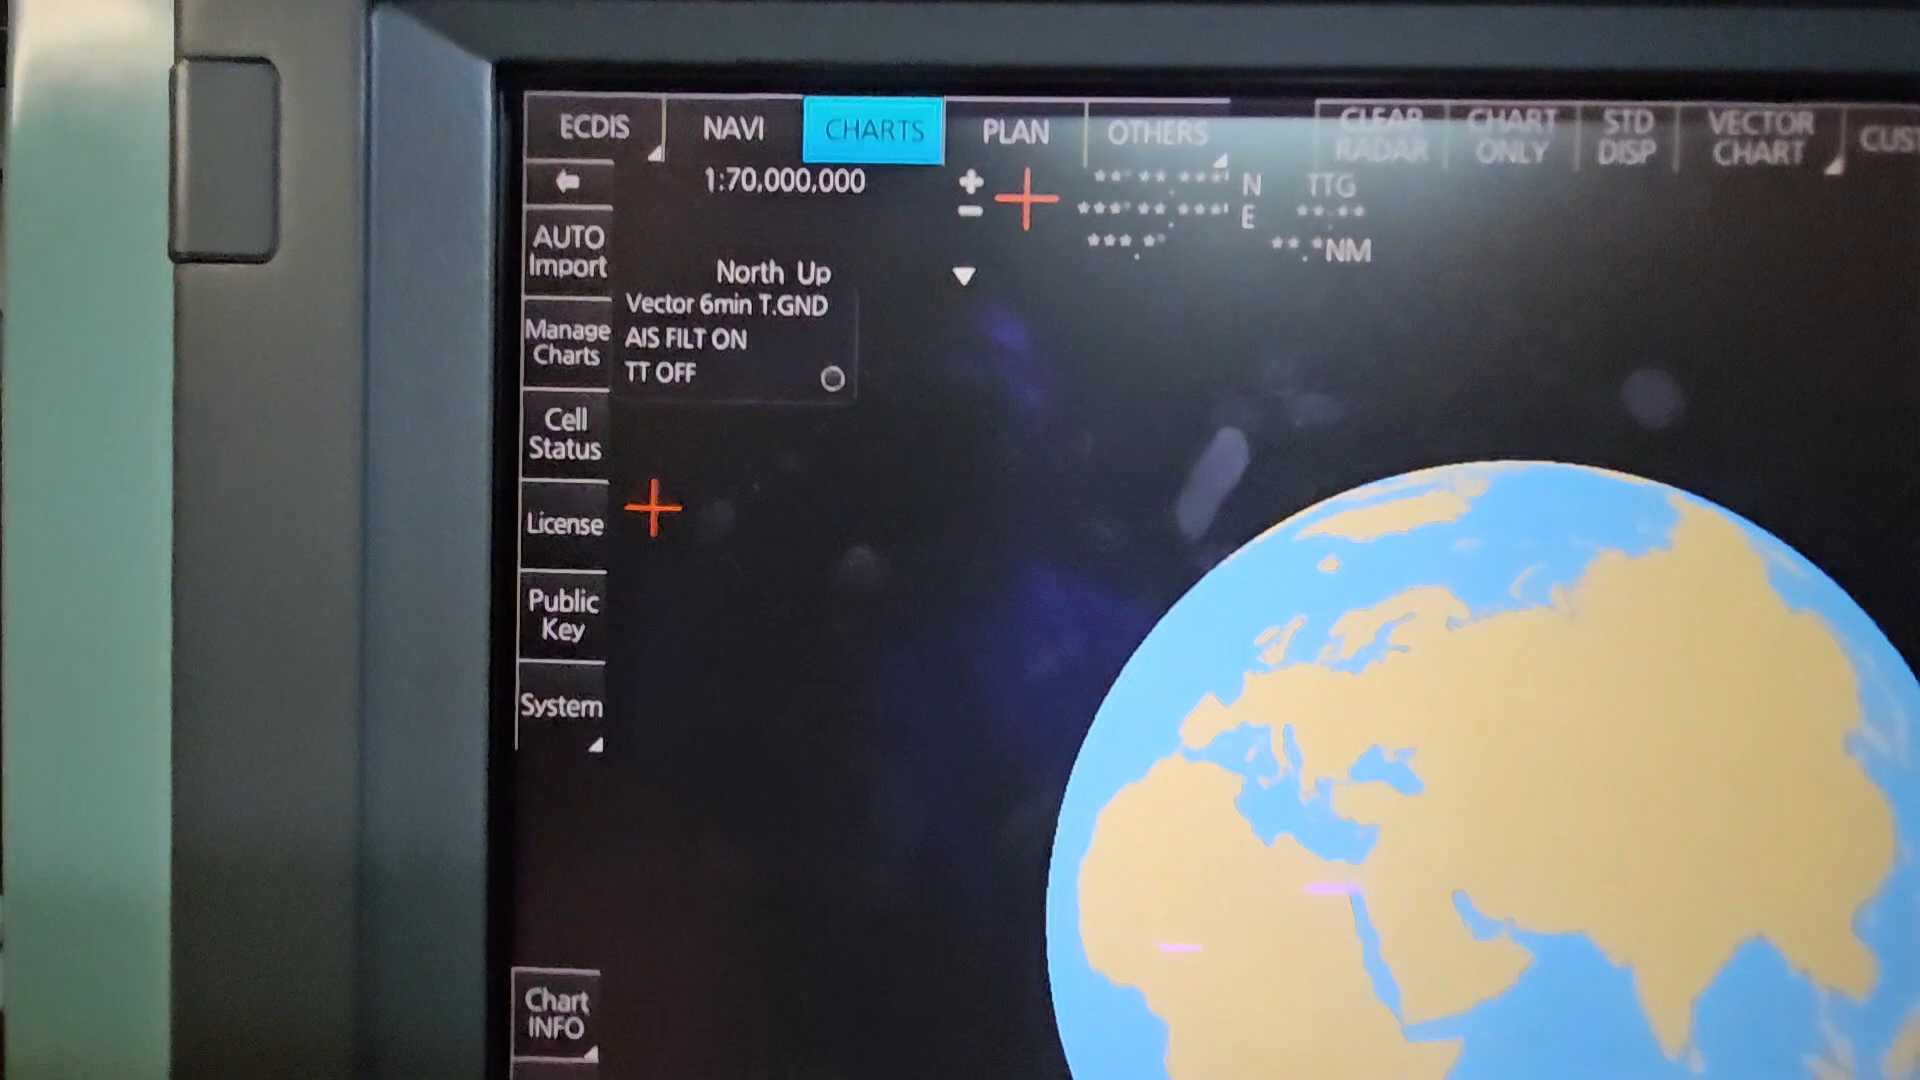 ECDIS NAVI CHARTS PLAN OTHERS
CLEAR RADAR
CHART ONLY
STD DISP
VECTOR CHART
CUST
1:70,000,000
+
−
**° **.***' N
***° **.***' E
***.*°
TTG
**:**
**.*NM
North Up
Vector 6min T.GND
AIS FILT ON
TT OFF
AUTO
Import
Manage
Charts
Cell
Status
License
Public
Key
System
Chart
INFO